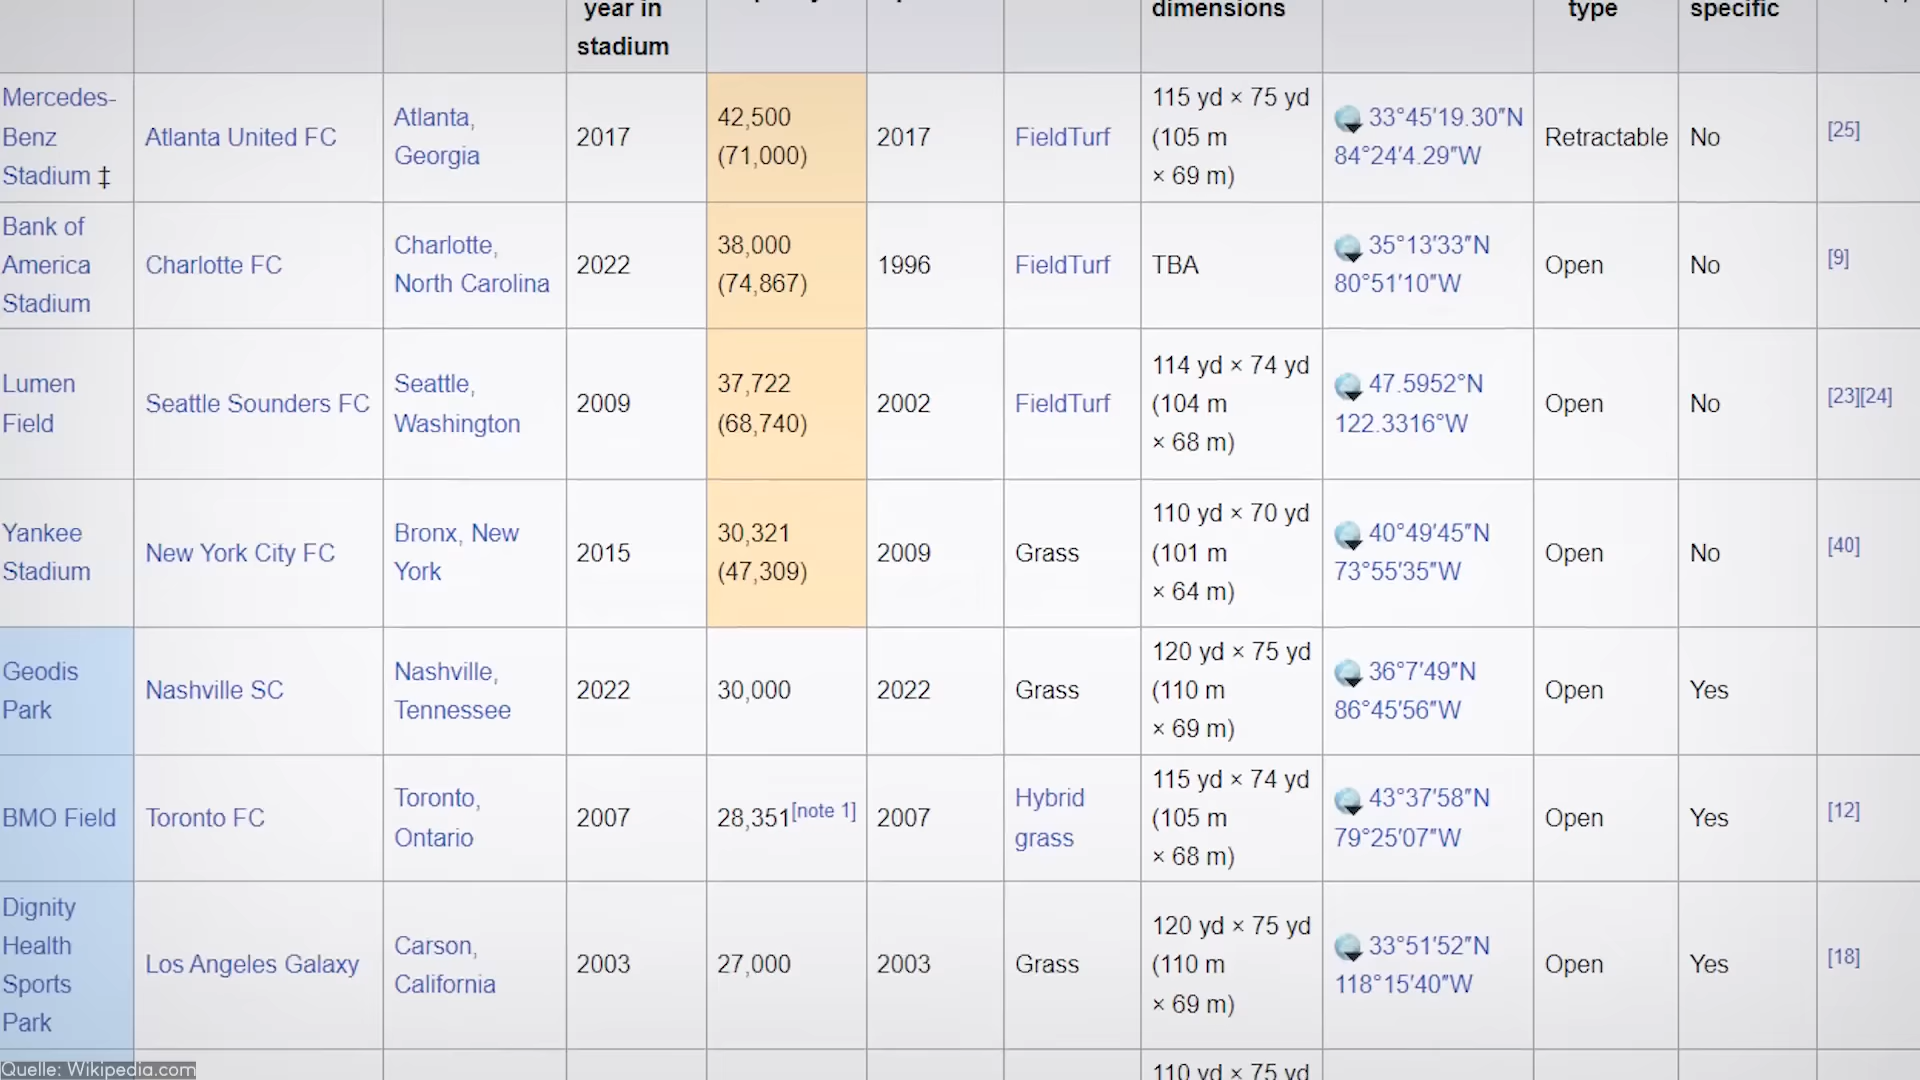 year in
stadium
dimensions
type
specific
Mercedes-
Benz
Stadium ‡
Atlanta United FC
Atlanta,
Georgia
2017
42,500
(71,000)
2017
FieldTurf
115 yd × 75 yd
(105 m
× 69 m)
33°45′19.30″N
84°24′4.29″W
Retractable
No
[25]
Bank of
America
Stadium
Charlotte FC
Charlotte,
North Carolina
2022
38,000
(74,867)
1996
FieldTurf
TBA
35°13′33″N
80°51′10″W
Open
No
[9]
Lumen
Field
Seattle Sounders FC
Seattle,
Washington
2009
37,722
(68,740)
2002
FieldTurf
114 yd × 74 yd
(104 m
× 68 m)
47.5952°N
122.3316°W
Open
No
[23][24]
Yankee
Stadium
New York City FC
Bronx, New
York
2015
30,321
(47,309)
2009
Grass
110 yd × 70 yd
(101 m
× 64 m)
40°49′45″N
73°55′35″W
Open
No
[40]
Geodis
Park
Nashville SC
Nashville,
Tennessee
2022
30,000
2022
Grass
120 yd × 75 yd
(110 m
× 69 m)
36°7′49″N
86°45′56″W
Open
Yes
BMO Field
Toronto FC
Toronto,
Ontario
2007
28,351[note 1]
2007
Hybrid
grass
115 yd × 74 yd
(105 m
× 68 m)
43°37′58″N
79°25′07″W
Open
Yes
[12]
Dignity
Health
Sports
Park
Los Angeles Galaxy
Carson,
California
2003
27,000
2003
Grass
120 yd × 75 yd
(110 m
× 69 m)
33°51′52″N
118°15′40″W
Open
Yes
[18]
110 yd × 75 yd
Quelle: Wikipedia.com